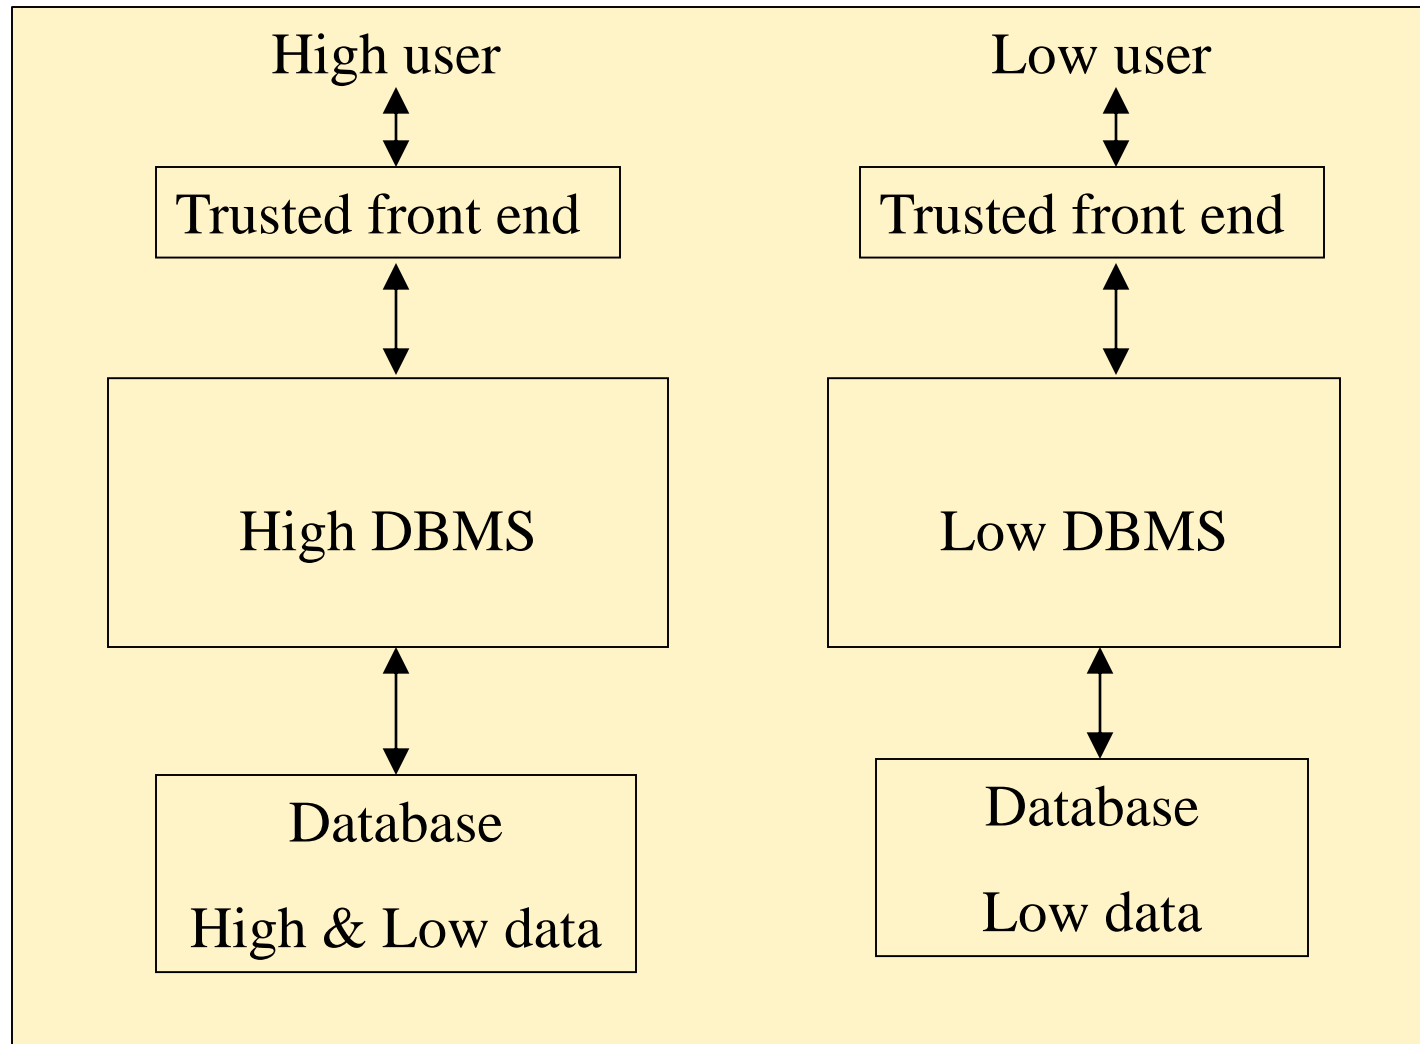 High user
Low user
Trusted front end
Trusted front end
High DBMS
Low DBMS
Database
High & Low data
Database
Low data